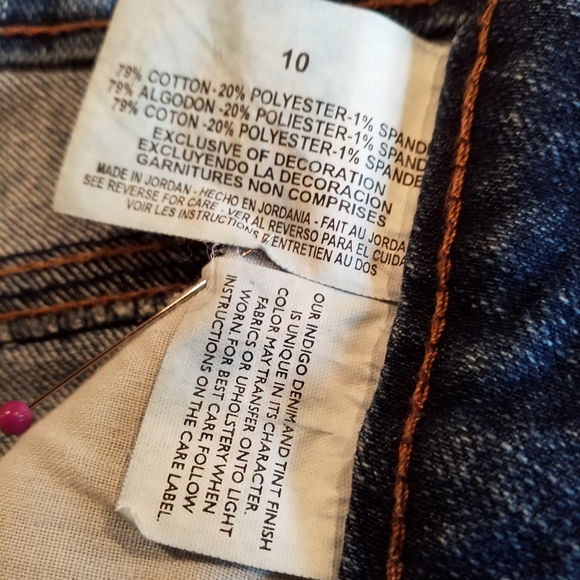 10
79% COTTON-20% POLYESTER-1% SPAND
79% ALGODON-20% POLIESTER-1% SPAND
79% COTON -20% POLYESTER-1% SPANDE
EXCLUSIVE OF DECORATION
EXCLUYENDO LA DECORACION
GARNITURES NON COMPRISES
MADE IN JORDAN - HECHO EN JORDANIA - FAIT AU JORDA
SEE REVERSE FOR CARE - VER AL REVERSO PARA EL CUIDA
VOIR LES INSTRUCTIONS D'ENTRETIEN AU DOS
OUR INDIGO DENIM AND TINT FINISH
IS UNIQUE IN ITS CHARACTER.
COLOR MAY TRANSFER ONTO LIGHT
FABRICS OR UPHOLSTERY WHEN
WORN. FOR BEST CARE FOLLOW
INSTRUCTIONS ON THE CARE LABEL.